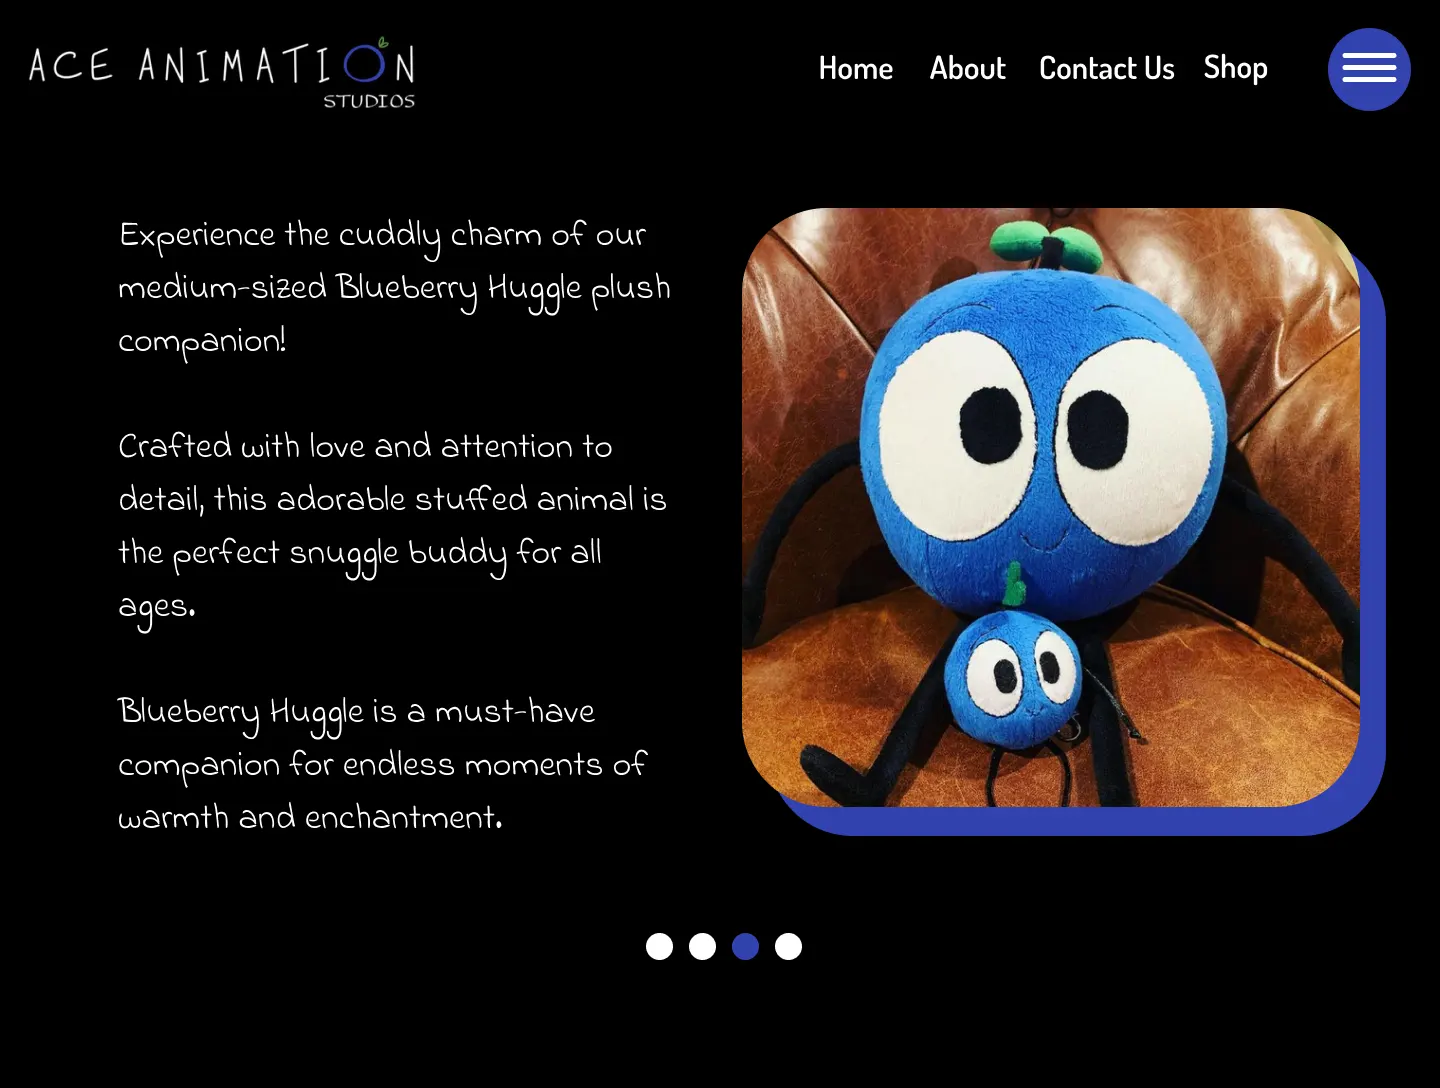 ACE ANIMATION
STUDIOS
Home About Contact Us Shop
Experience the cuddly charm of our
medium-sized Blueberry Huggle plush
companion!
Crafted with love and attention to
detail, this adorable stuffed animal is
the perfect snuggle buddy for all
ages.
Blueberry Huggle is a must-have
companion for endless moments of
warmth and enchantment.